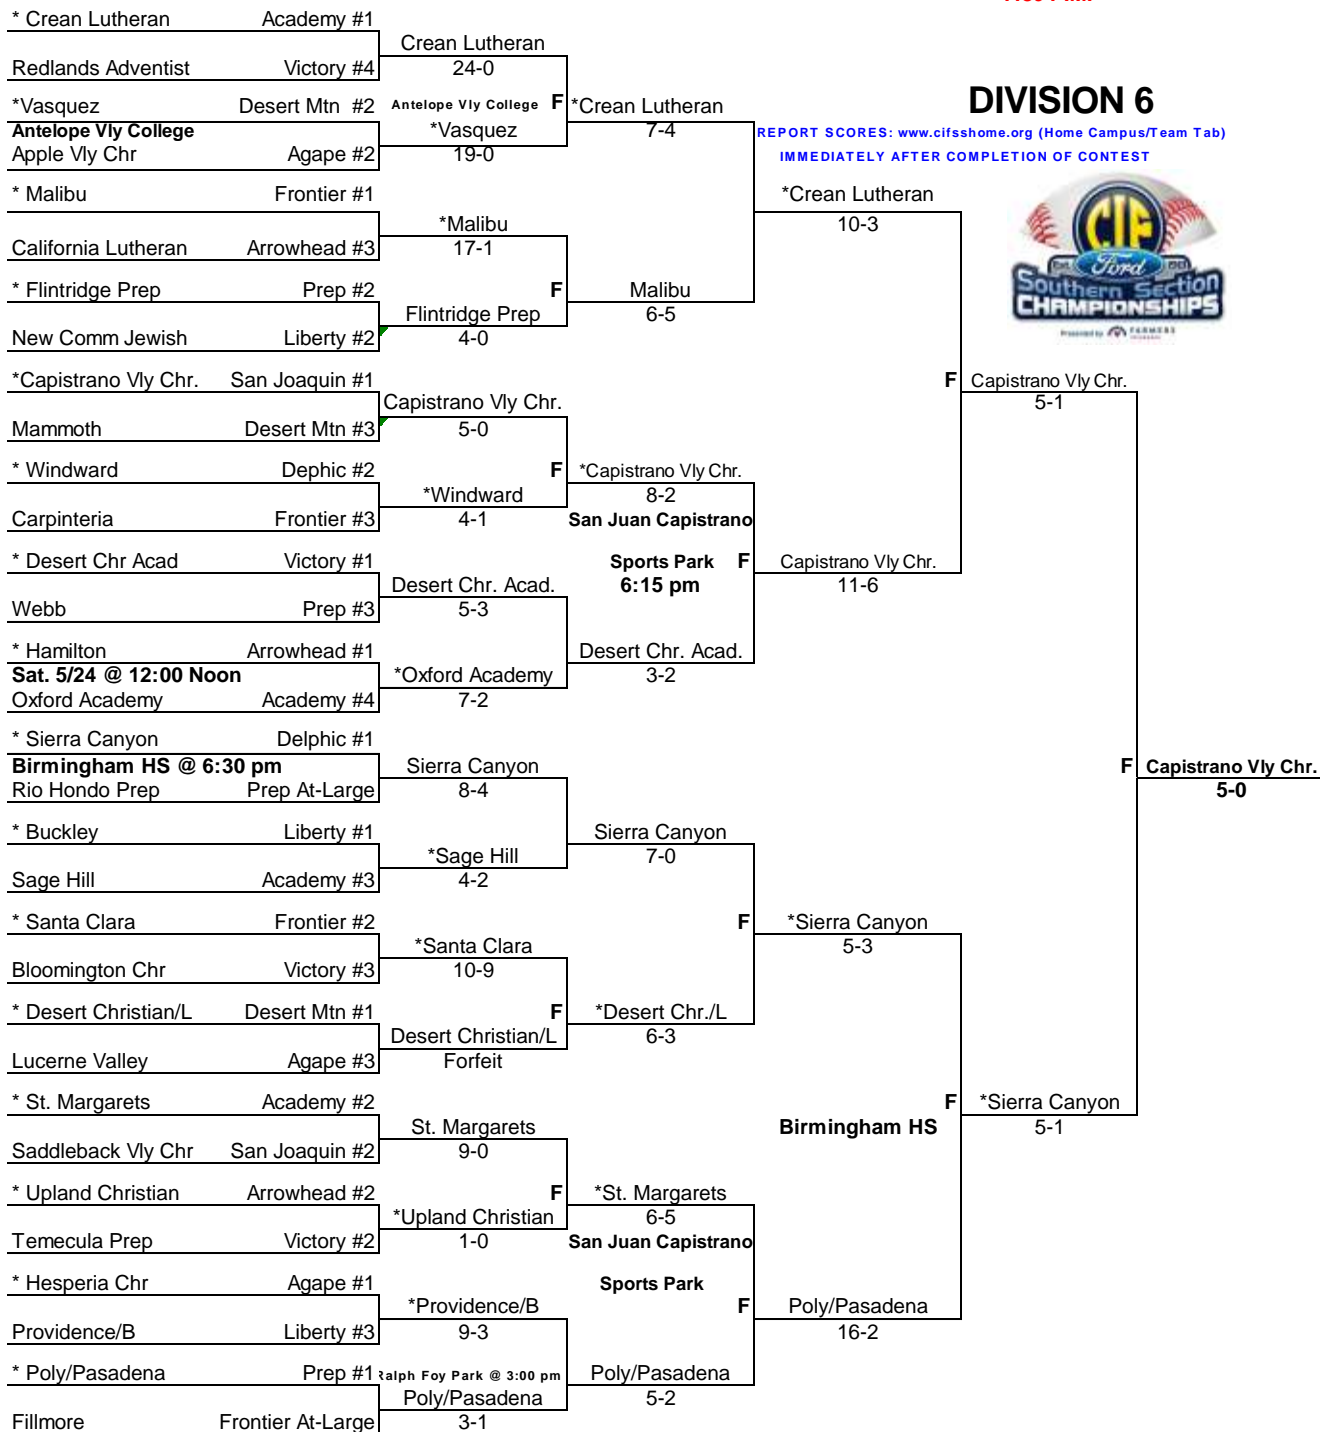 * Crean Lutheran Academy #1
Crean Lutheran
Redlands Adventist Victory #4
24-0
*Vasquez Desert Mtn #2
Antelope Vly College F
*Crean Lutheran
DIVISION 6
Antelope Vly College
*Vasquez
7-4
REPORT SCORES: www.cifsshome.org (Home Campus/Team Tab)
Apple Vly Chr Agape #2
19-0
IMMEDIATELY AFTER COMPLETION OF CONTEST
* Malibu Frontier #1
*Crean Lutheran
*Malibu
10-3
CIF
California Lutheran Arrowhead #3
17-1
Ford
* Flintridge Prep Prep #2
F
Malibu
Southern Section
CHAMPIONSHIPS
Flintridge Prep
6-5
New Comm Jewish Liberty #2
4-0
Presented by FARMERS
*Capistrano Vly Chr. San Joaquin #1
F
Capistrano Vly Chr.
Capistrano Vly Chr.
5-1
Mammoth Desert Mtn #3
5-0
* Windward Dephic #2
F
*Capistrano Vly Chr.
*Windward
8-2
Carpinteria Frontier #3
4-1
San Juan Capistrano
* Desert Chr Acad Victory #1
Sports Park F
Capistrano Vly Chr.
Desert Chr. Acad.
6:15 pm
11-6
Webb Prep #3
5-3
* Hamilton Arrowhead #1
Desert Chr. Acad.
Sat. 5/24 @ 12:00 Noon
*Oxford Academy
3-2
Oxford Academy Academy #4
7-2
* Sierra Canyon Delphic #1
Birmingham HS @ 6:30 pm
Sierra Canyon
F
Capistrano Vly Chr.
Rio Hondo Prep Prep At-Large
8-4
5-0
* Buckley Liberty #1
Sierra Canyon
*Sage Hill
7-0
Sage Hill Academy #3
4-2
* Santa Clara Frontier #2
F
*Sierra Canyon
*Santa Clara
5-3
Bloomington Chr Victory #3
10-9
* Desert Christian/L Desert Mtn #1
F
*Desert Chr./L
Desert Christian/L
6-3
Lucerne Valley Agape #3
Forfeit
* St. Margarets Academy #2
F
*Sierra Canyon
St. Margarets
Birmingham HS
5-1
Saddleback Vly Chr San Joaquin #2
9-0
* Upland Christian Arrowhead #2
F
*St. Margarets
*Upland Christian
6-5
Temecula Prep Victory #2
1-0
San Juan Capistrano
* Hesperia Chr Agape #1
Sports Park
*Providence/B
F
Poly/Pasadena
Providence/B Liberty #3
9-3
16-2
* Poly/Pasadena Prep #1
Ralph Foy Park @ 3:00 pm
Poly/Pasadena
Poly/Pasadena
5-2
Fillmore Frontier At-Large
3-1